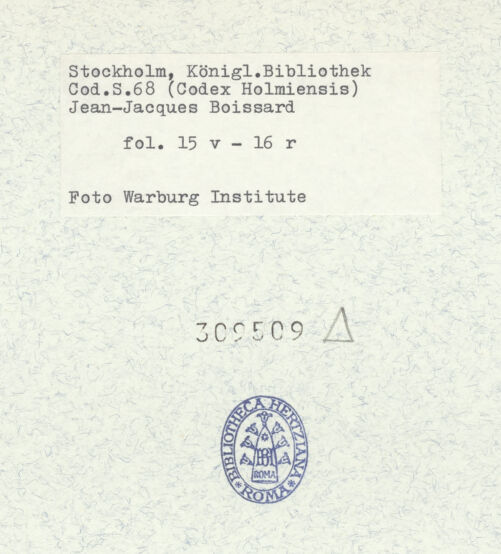 Stockholm, Königl.Bibliothek
Cod.S.68 (Codex Holmiensis)
Jean-Jacques Boissard
fol. 15 v - 16 r
Foto Warburg Institute
309509
BIBLIOTHECA HERTZIANA
BH
ROMA
* ROMA *